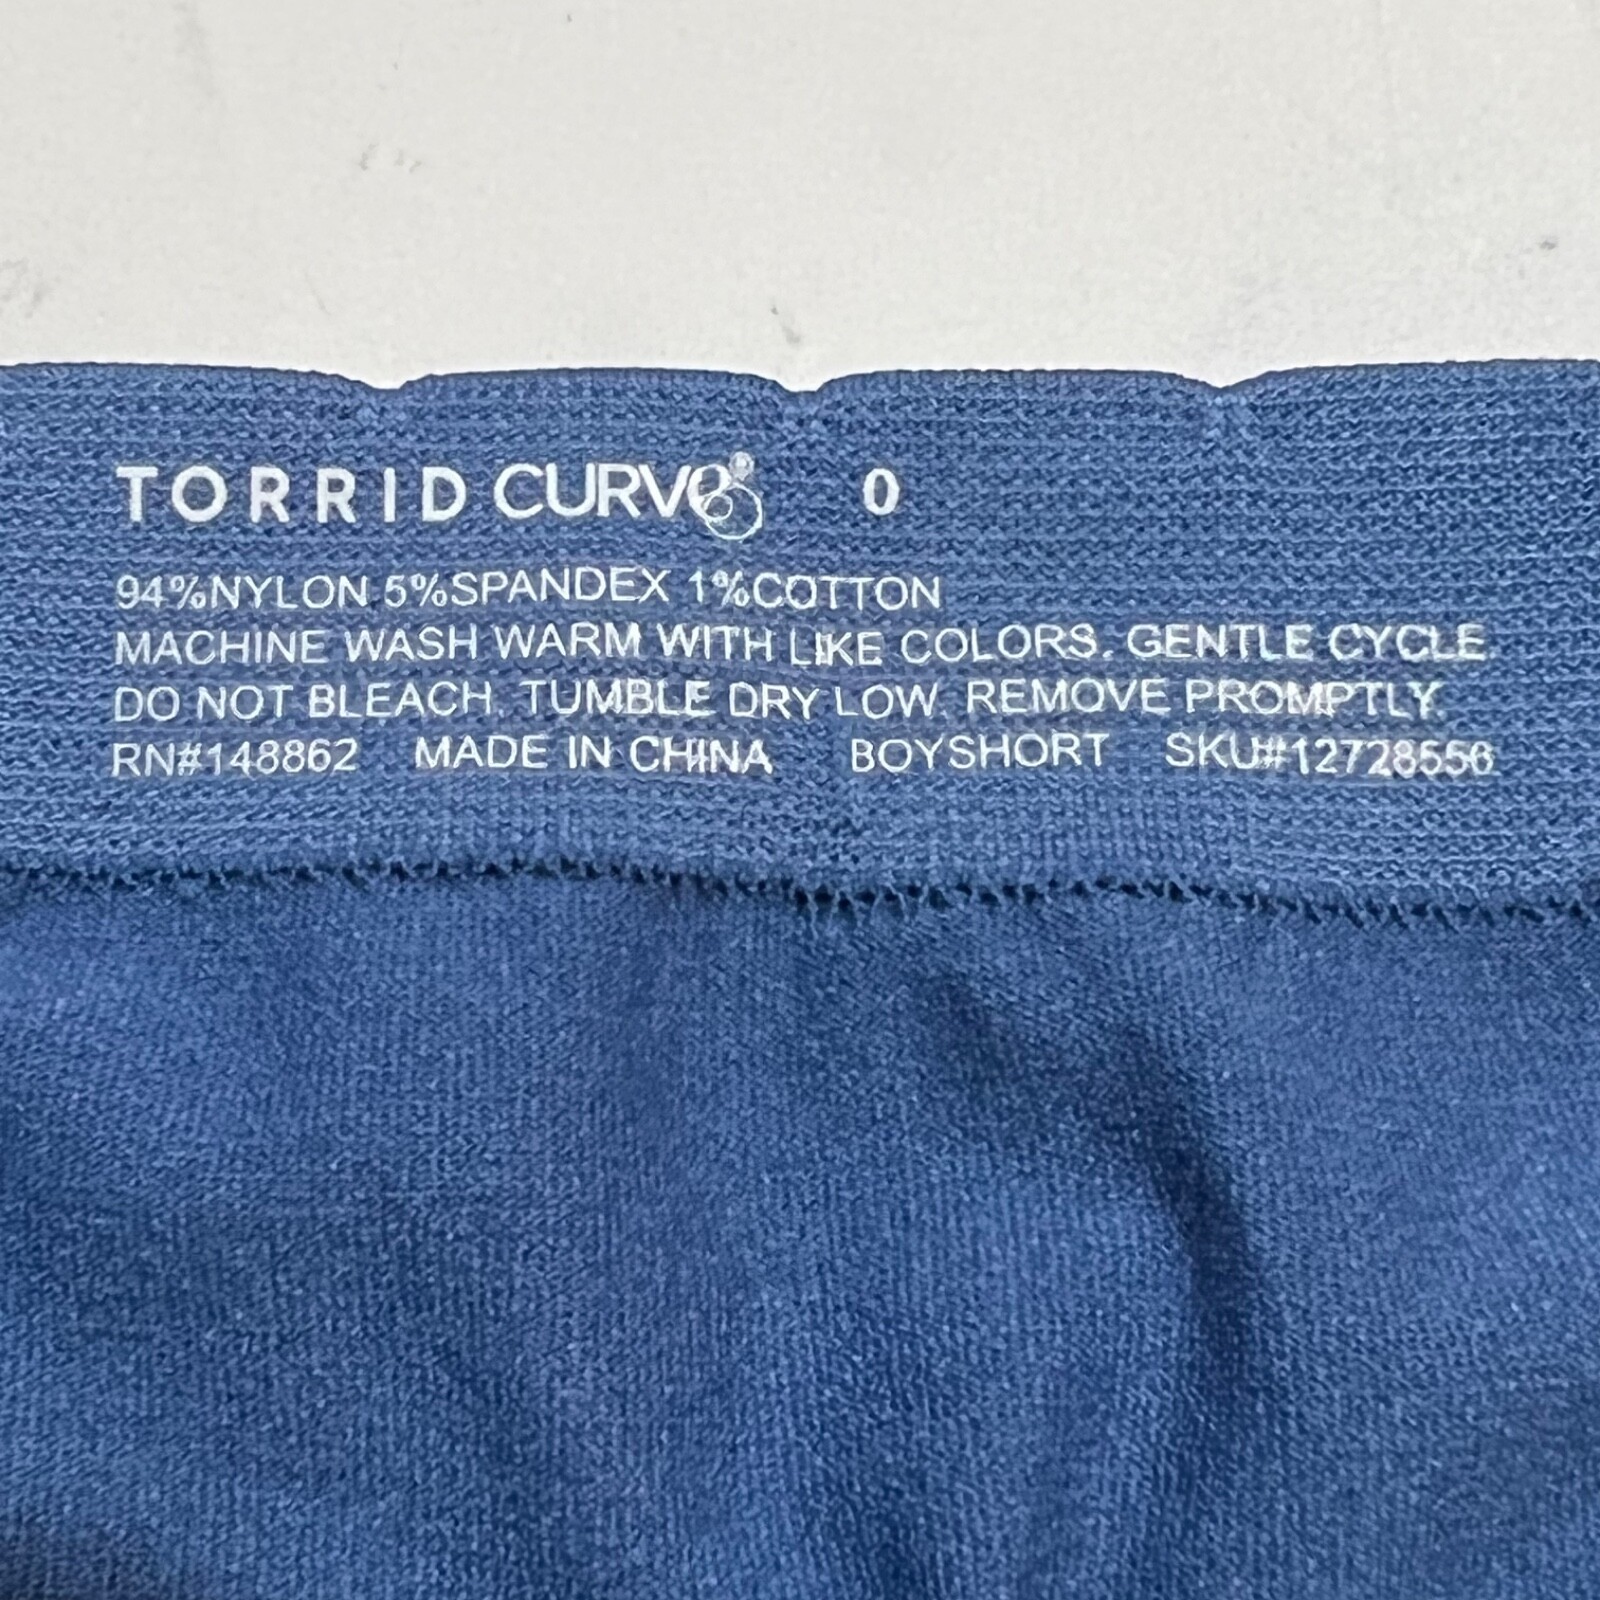 TORRID CURVE 0
94%NYLON 5%SPANDEX 1%COTTON
MACHINE WASH WARM WITH LIKE COLORS. GENTLE CYCLE
DO NOT BLEACH. TUMBLE DRY LOW. REMOVE PROMPTLY.
RN#148862 MADE IN CHINA BOYSHORT SKU#12728556